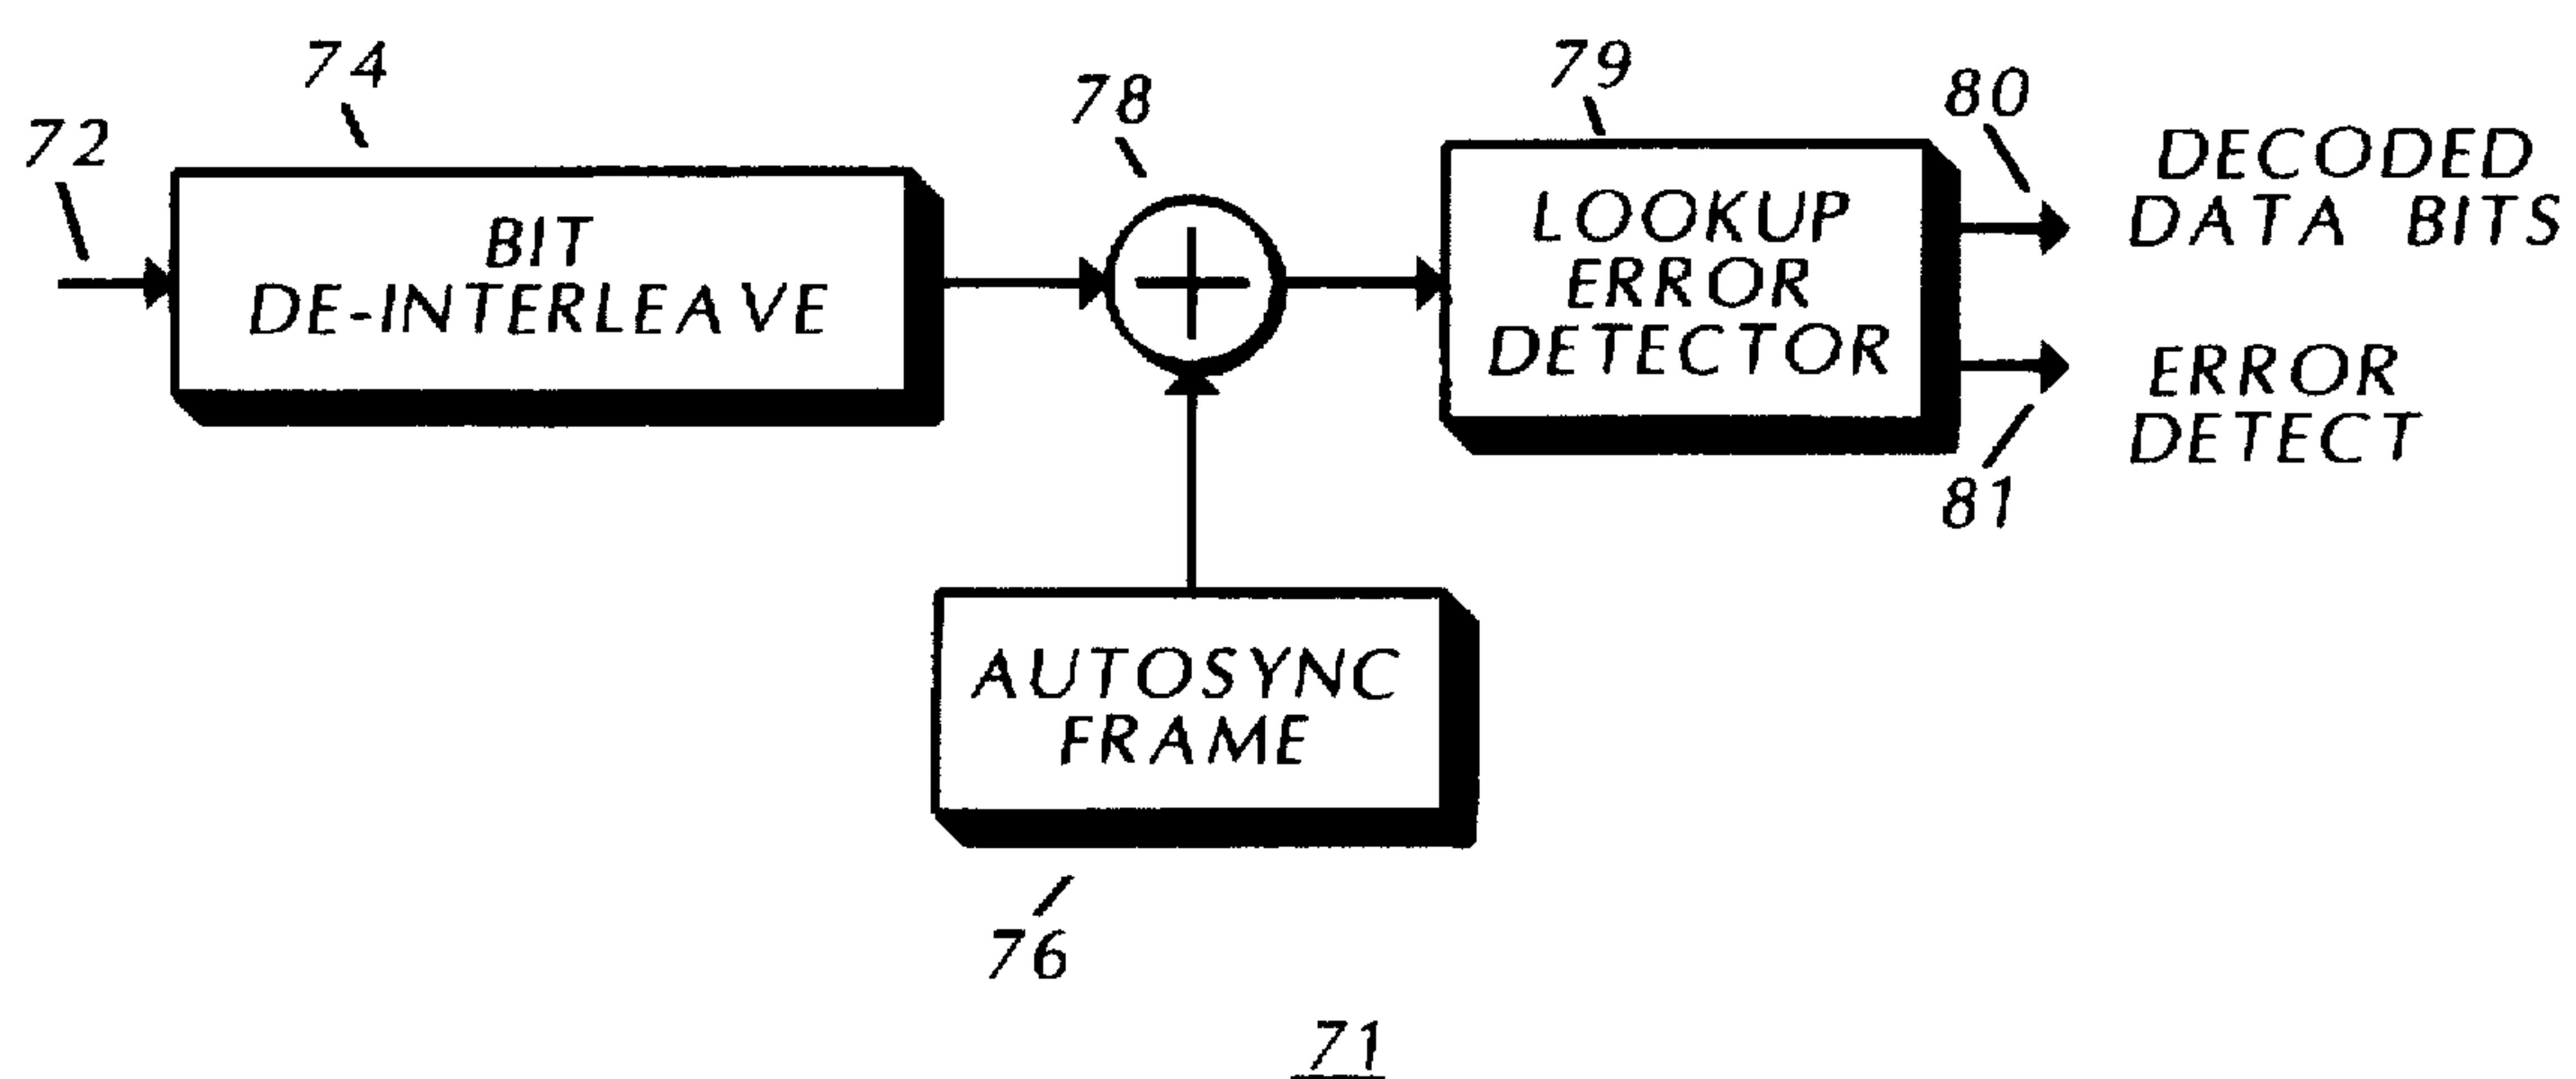 72
74
BIT
DE-INTERLEAVE
78
79
LOOKUP
ERROR
DETECTOR
80
DECODED
DATA BITS
ERROR
DETECT
81
AUTOSYNC
FRAME
76
71